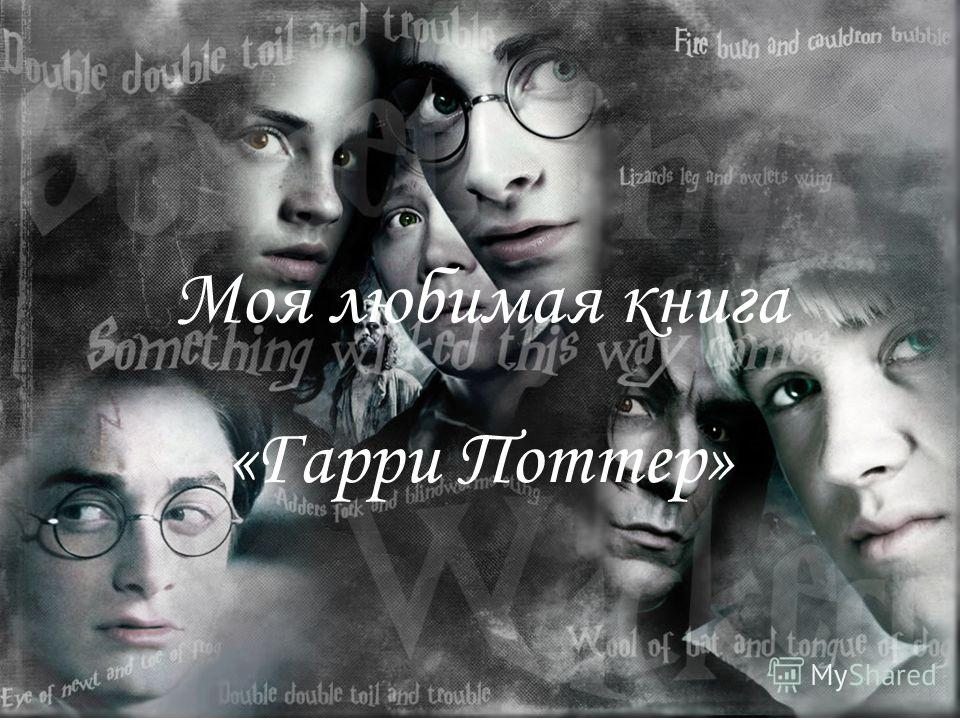 Double double toil and trouble
Fire burn and cauldron bubble
Lizards leg and owlets wing
Моя любимая книга
Something wicked this way comes
«Гарри Поттер»
Adders fork and blindworms sting
Wool of bat and tongue of dog
Eye of newt and toe of frog
Double double toil and trouble
MyShared